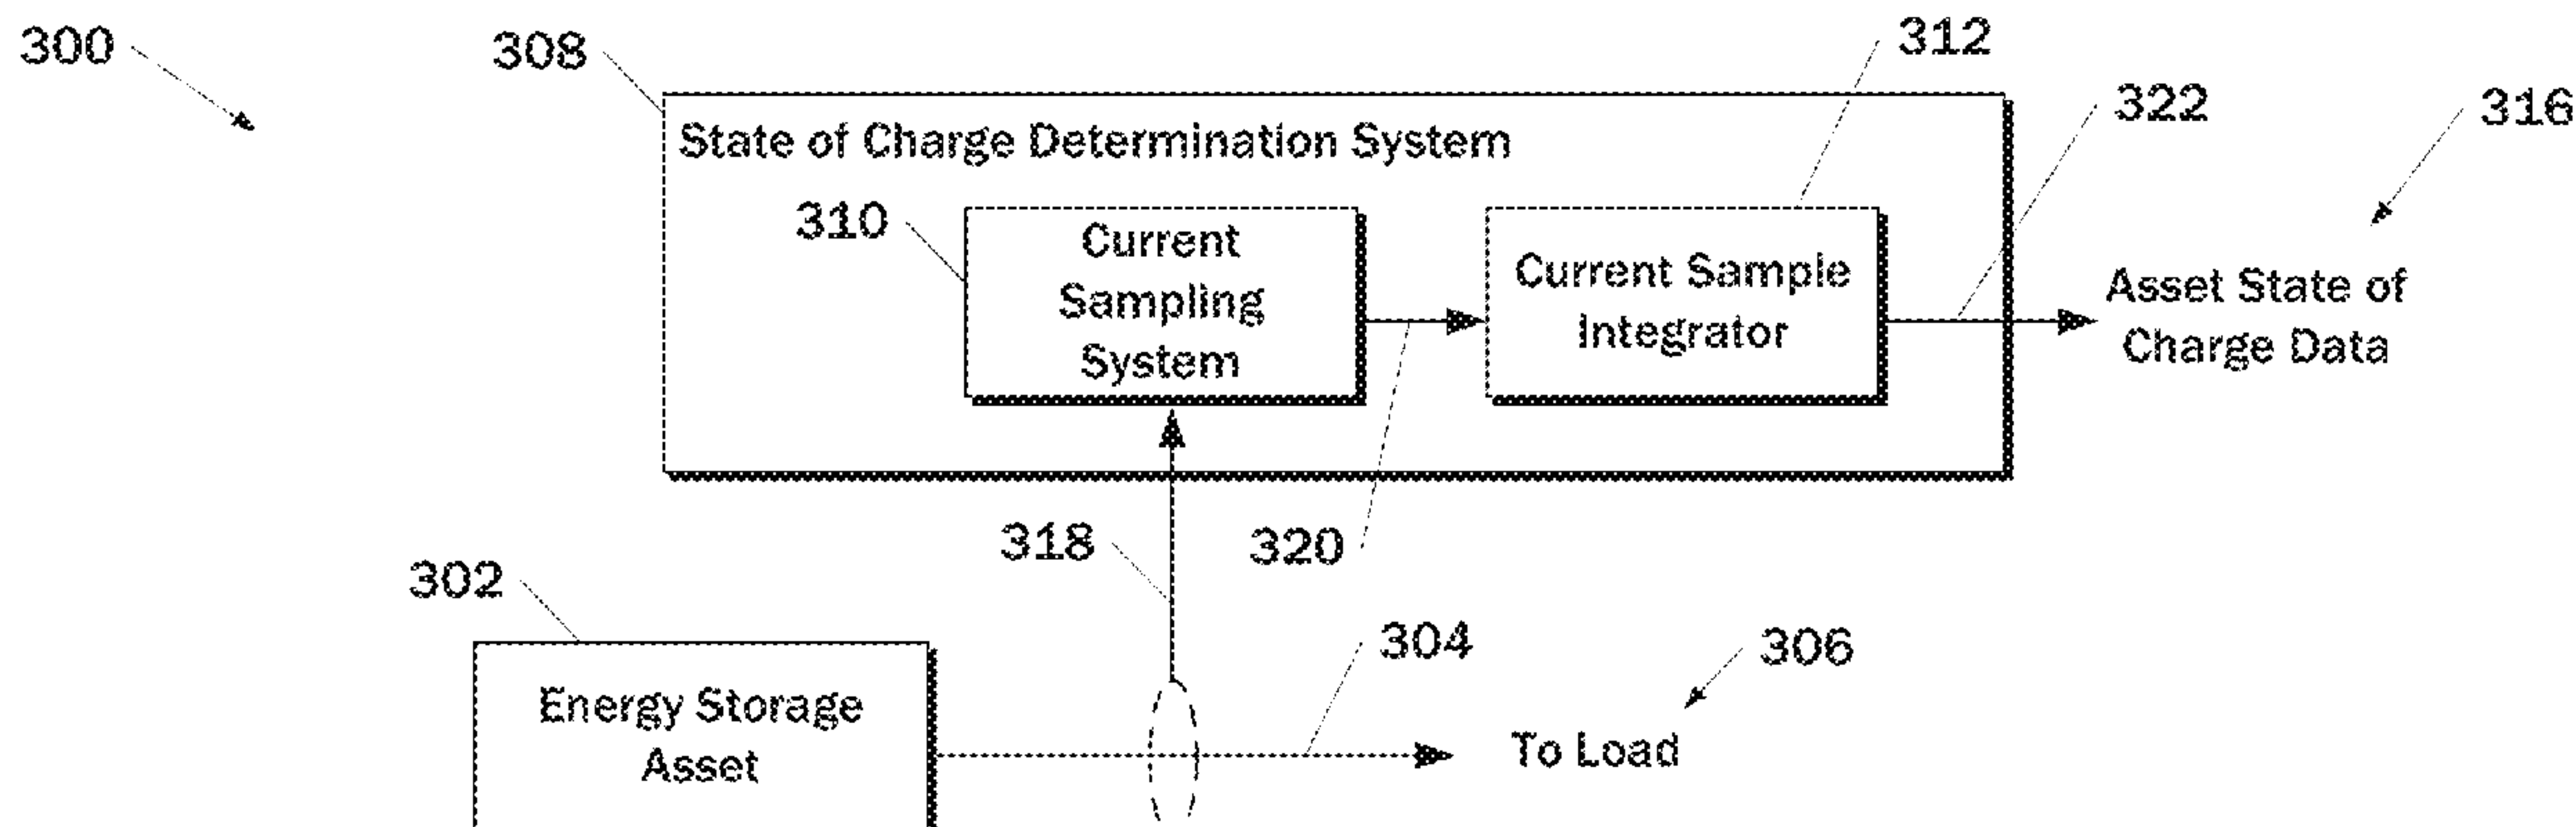 300
308
312
322
316
State of Charge Determination System
310
Current
Sampling
System
Current Sample
Integrator
Asset State of
Charge Data
318
320
302
304
306
Energy Storage
Asset
To Load